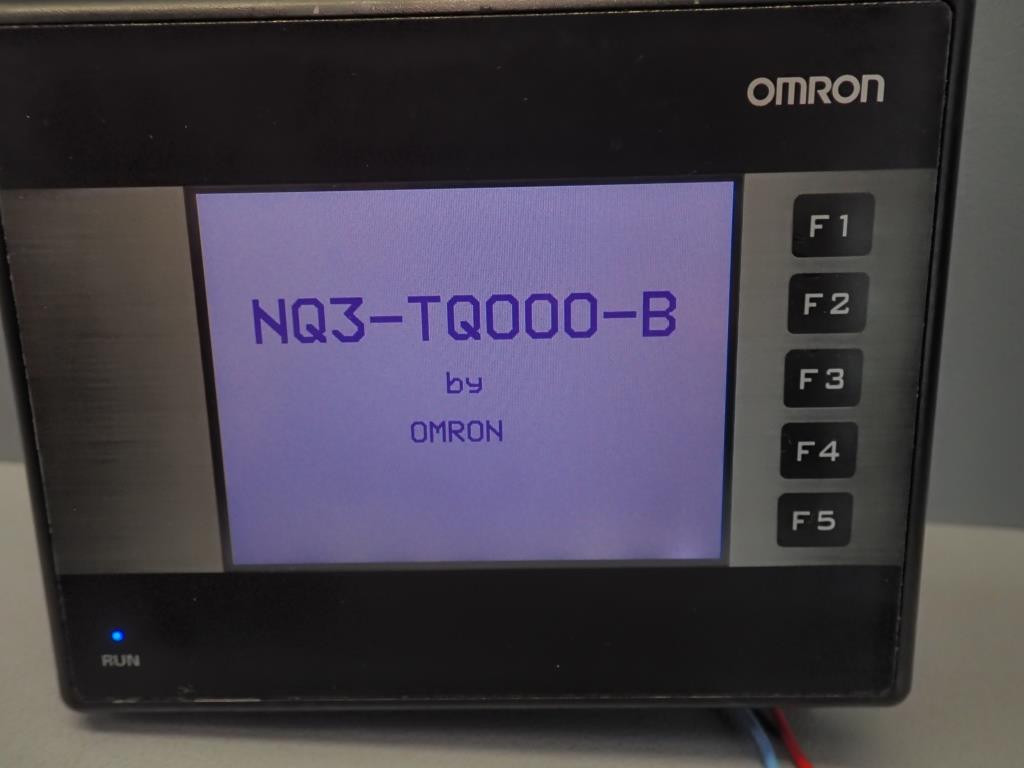 OMRON
NQ3-TQ000-B
by
OMRON
F1
F2
F3
F4
F5
RUN